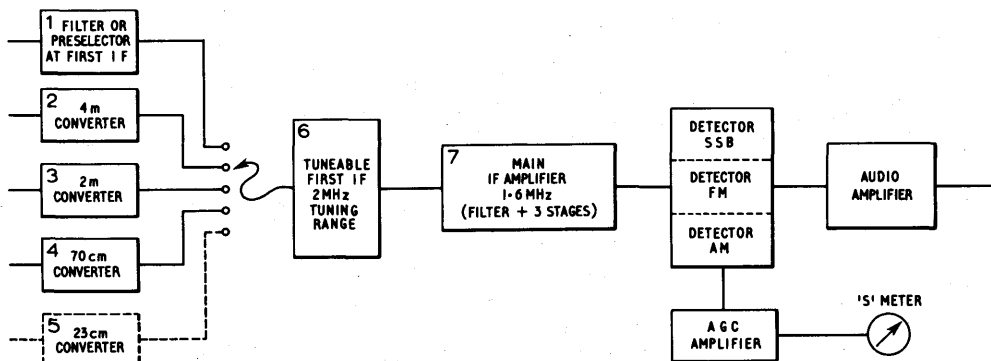 1 FILTER OR
PRESELECTOR
AT FIRST I F
2 4m
CONVERTER
3 2m
CONVERTER
4 70cm
CONVERTER
5 23cm
CONVERTER
6
TUNEABLE
FIRST IF
2MHz
TUNING
RANGE
7 MAIN
IF AMPLIFIER
1·6MHz
(FILTER + 3 STAGES)
DETECTOR
SSB
DETECTOR
FM
DETECTOR
AM
AUDIO
AMPLIFIER
AGC
AMPLIFIER
'S' METER